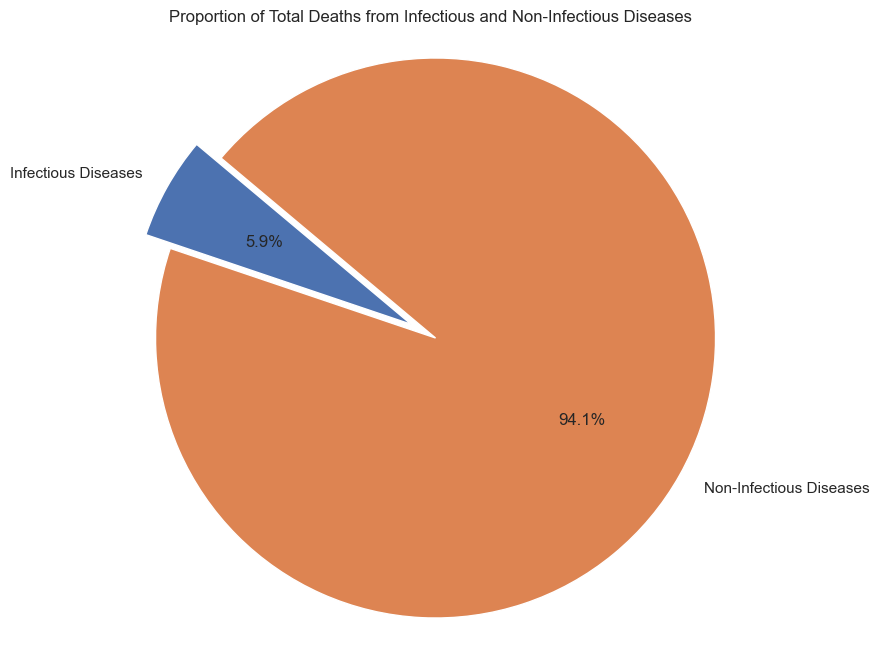 Proportion of Total Deaths from Infectious and Non-Infectious Diseases
Infectious Diseases
5.9%
94.1%
Non-Infectious Diseases